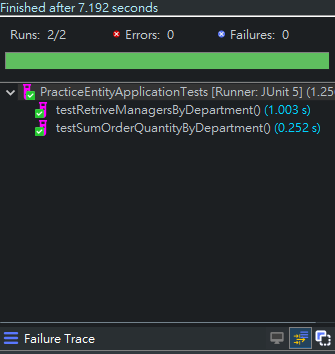 Finished after 7.192 seconds
Runs: 2/2 Errors: 0 Failures: 0
PracticeEntityApplicationTests [Runner: JUnit 5] (1.25
testRetriveManagersByDepartment() (1.003 s)
testSumOrderQuantityByDepartment() (0.252 s)
Failure Trace